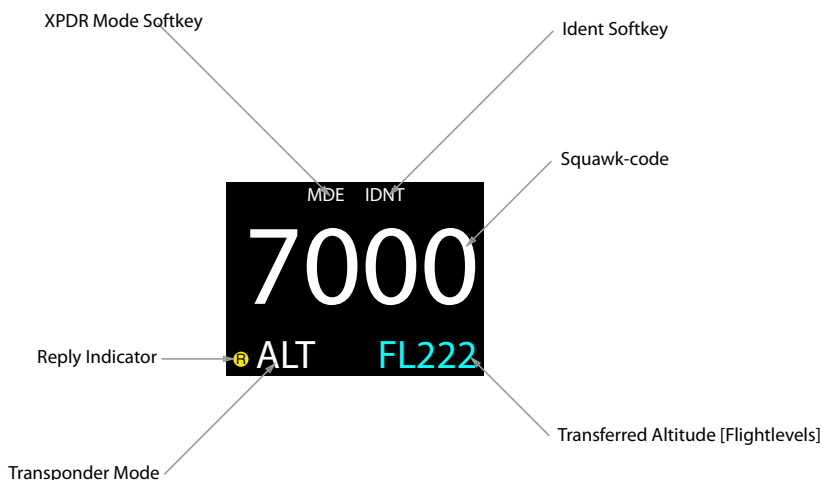 XPDR Mode Softkey
Ident Softkey
Squawk-code
MDE IDNT
7000
Reply Indicator
R ALT FL222
Transferred Altitude [Flightlevels]
Transponder Mode